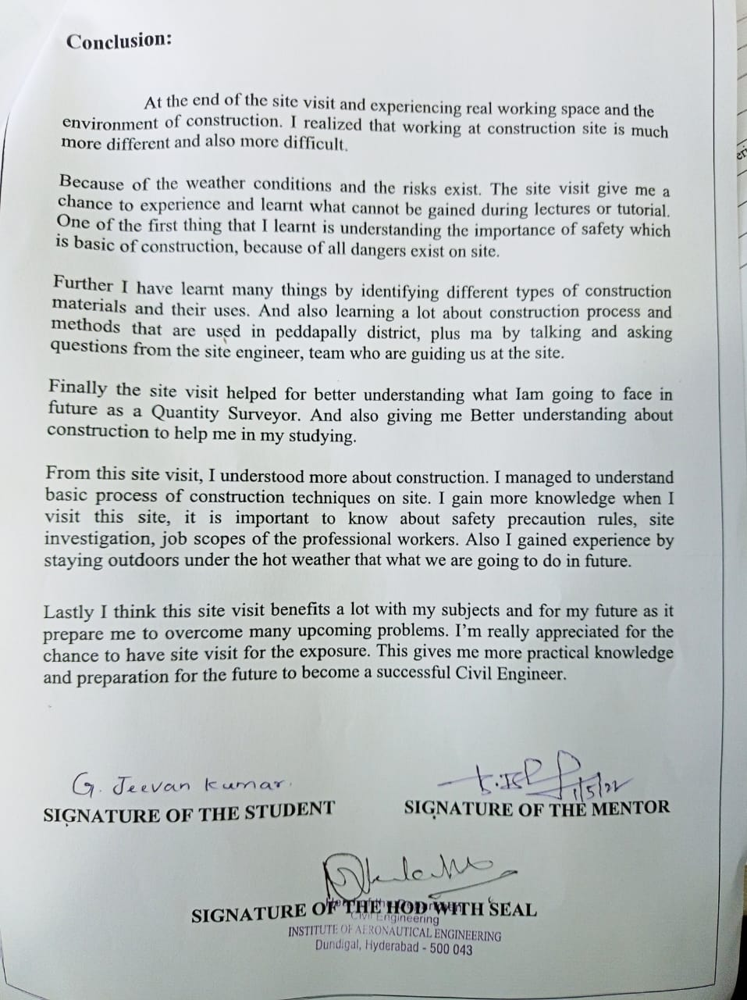 Conclusion:
At the end of the site visit and experiencing real working space and the
environment of construction. I realized that working at construction site is much
more different and also more difficult.
Because of the weather conditions and the risks exist. The site visit give me a
chance to experience and learnt what cannot be gained during lectures or tutorial.
One of the first thing that I learnt is understanding the importance of safety which
is basic of construction, because of all dangers exist on site.
Further I have learnt many things by identifying different types of construction
materials and their uses. And also learning a lot about construction process and
methods that are used in peddapally district, plus ma by talking and asking
questions from the site engineer, team who are guiding us at the site.
Finally the site visit helped for better understanding what Iam going to face in
future as a Quantity Surveyor. And also giving me Better understanding about
construction to help me in my studying.
From this site visit, I understood more about construction. I managed to understand
basic process of construction techniques on site. I gain more knowledge when I
visit this site, it is important to know about safety precaution rules, site
investigation, job scopes of the professional workers. Also I gained experience by
staying outdoors under the hot weather that what we are going to do in future.
Lastly I think this site visit benefits a lot with my subjects and for my future as it
prepare me to overcome many upcoming problems. I'm really appreciated for the
chance to have site visit for the exposure. This gives me more practical knowledge
and preparation for the future to become a successful Civil Engineer.
G. Jeevan Kumar.
SIGNATURE OF THE STUDENT
SIGNATURE OF THE MENTOR
SIGNATURE OF THE HOD WITH SEAL
Civil Engineering
INSTITUTE OF AERONAUTICAL ENGINEERING
Dundigal, Hyderabad - 500 043